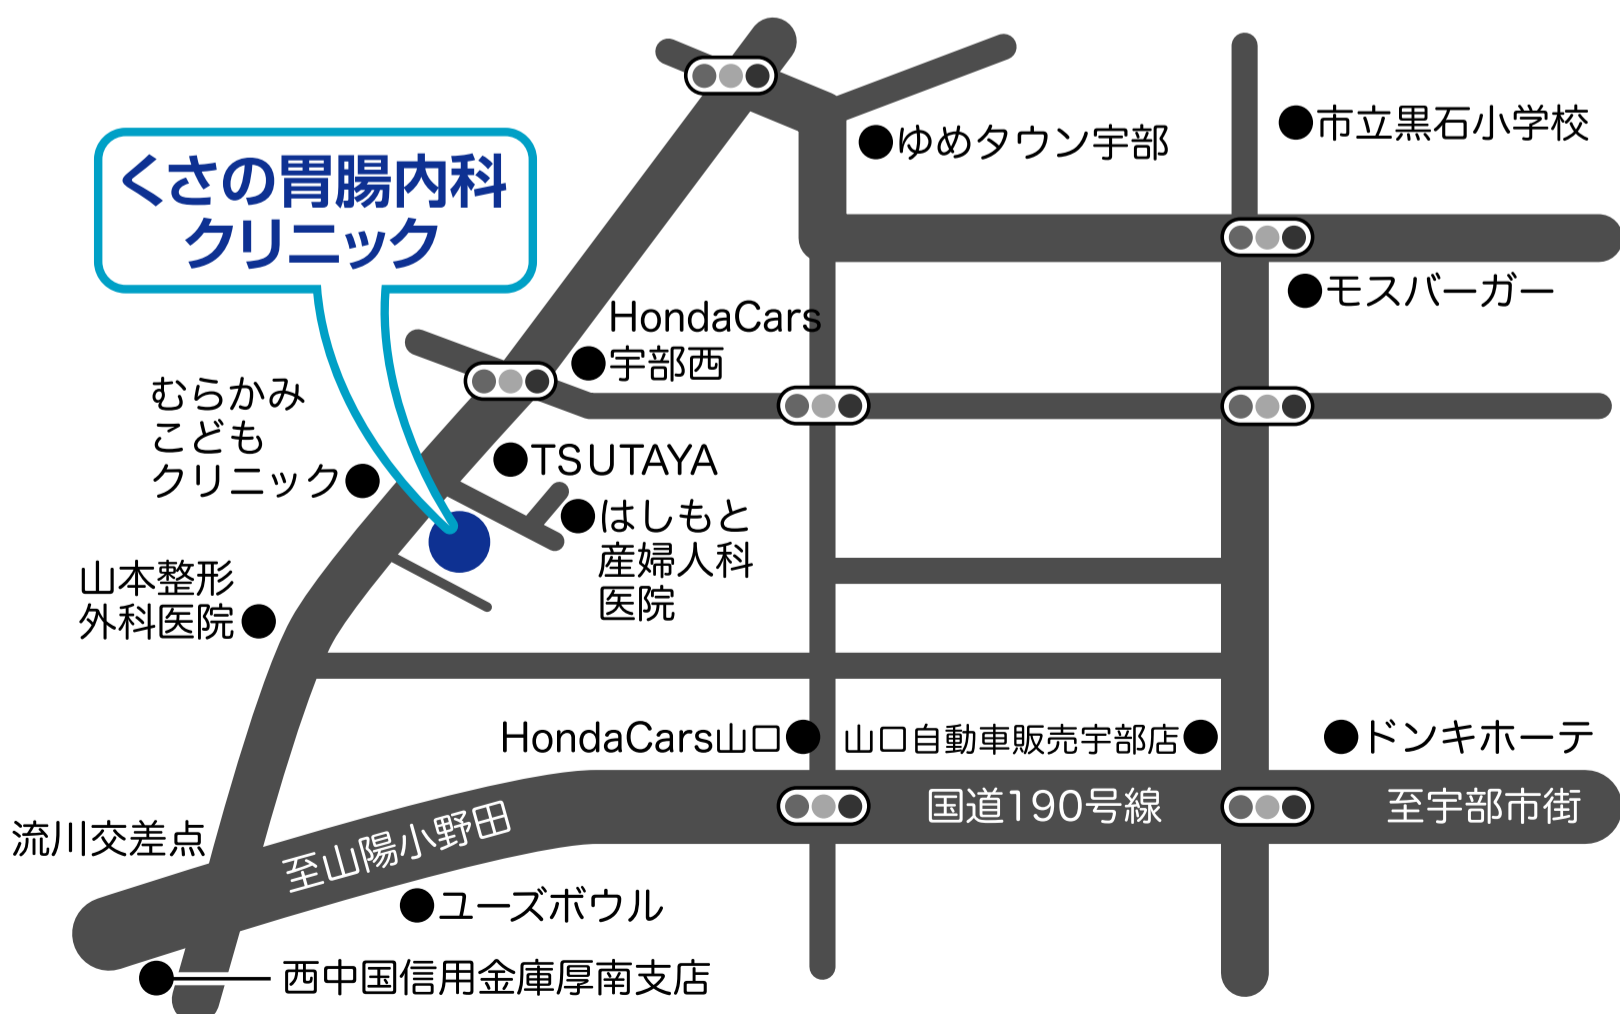 ゆめタウン宇部
市立黒石小学校
くさの胃腸内科
クリニック
モスバーガー
HondaCars
宇部西
むらかみ
こども
クリニック
TSUTAYA
はしもと
産婦人科
医院
山本整形
外科医院
HondaCars山口
山口自動車販売宇部店
ドンキホーテ
国道190号線
至宇部市街
流川交差点
至山陽小野田
ユーズボウル
西中国信用金庫厚南支店